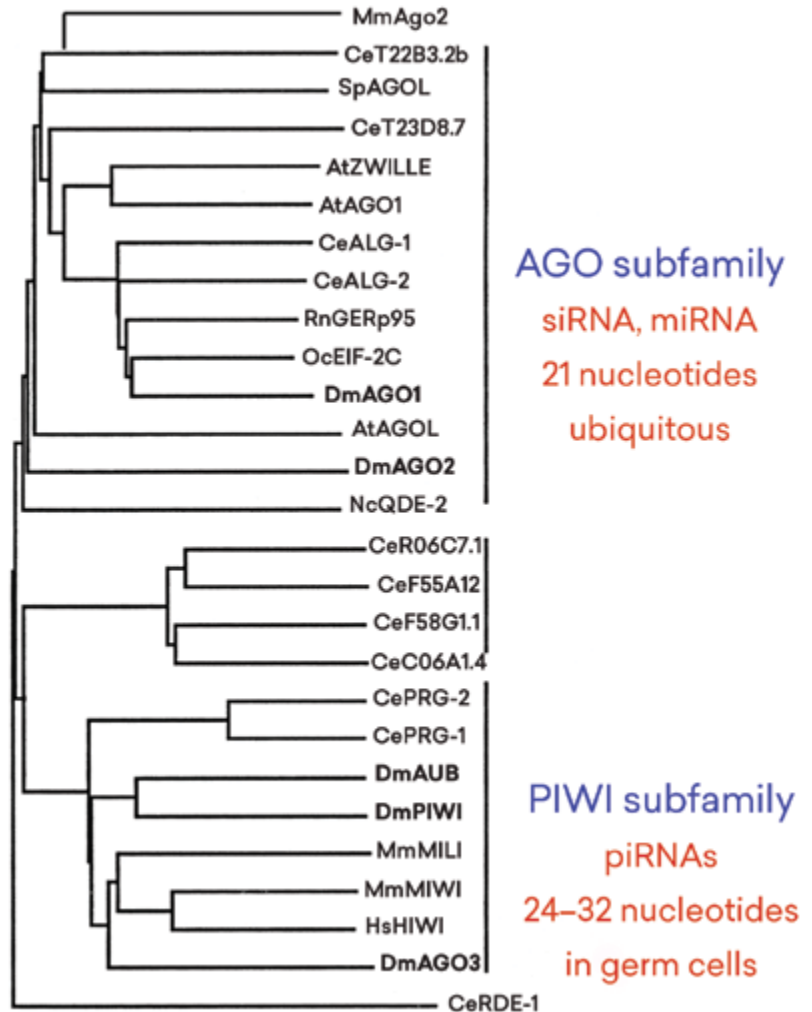 MmAgo2
CeT22B3.2b
SpAGOL
CeT23D8.7
AtZWILLE
AtAGO1
CeALG-1
CeALG-2
RnGERp95
OcEIF-2C
DmAGO1
AtAGOL
DmAGO2
NcQDE-2
AGO subfamily
siRNA, miRNA
21 nucleotides
ubiquitous
CeR06C7.1
CeF55A12
CeF58G1.1
CeC06A1.4
CePRG-2
CePRG-1
DmAUB
DmPIWI
MmMILI
MmMIWI
HsHIWI
DmAGO3
PIWI subfamily
piRNAs
24–32 nucleotides
in germ cells
CeRDE-1